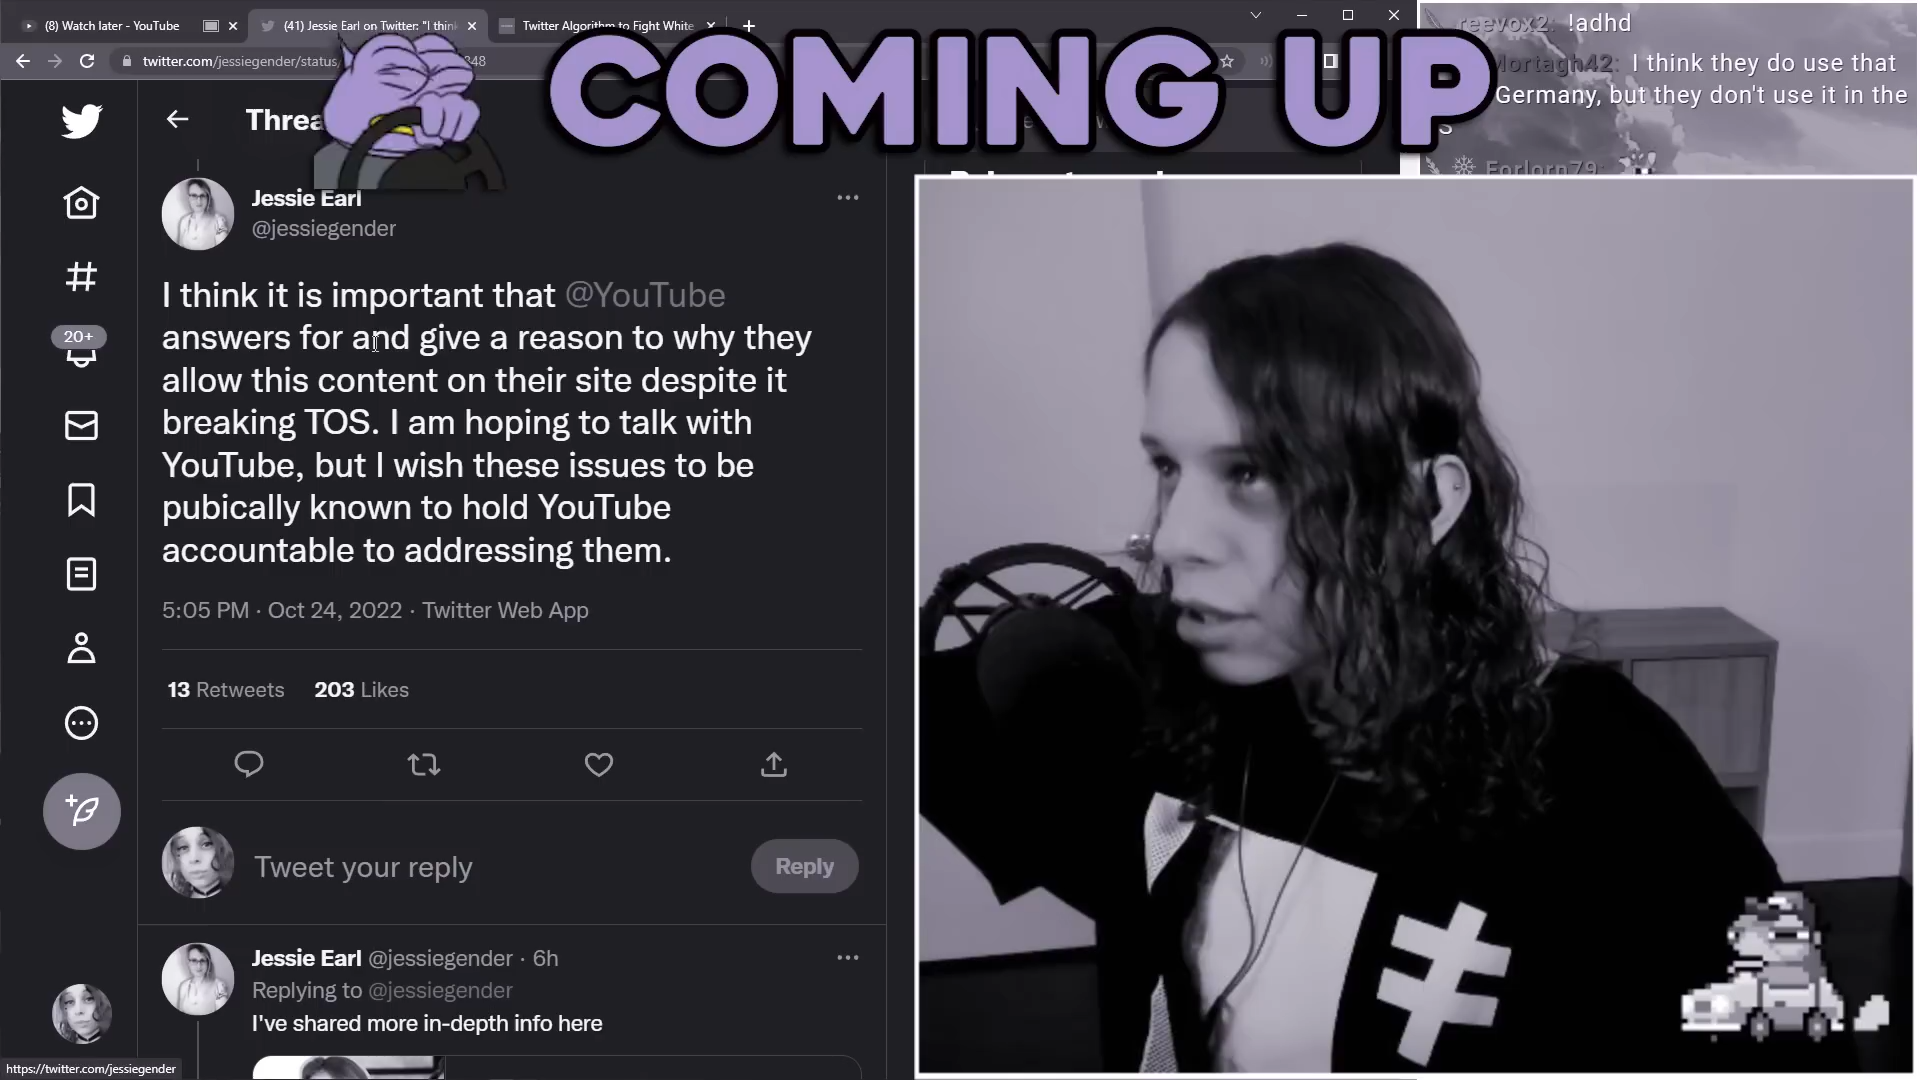 (8) Watch later - YouTube
(41) Jessie Earl on Twitter: "I think
Twitter Algorithm to Fight White
twitter.com/jessiegender/status/
348
COMING UP
reevox2: !adhd
Mortagh42: I think they do use that
Germany, but they don't use it in the
Forlorn79:
Jessie Earl
@jessiegender
I think it is important that @YouTube
answers for and give a reason to why they
allow this content on their site despite it
breaking TOS. I am hoping to talk with
YouTube, but I wish these issues to be
pubically known to hold YouTube
accountable to addressing them.
5:05 PM · Oct 24, 2022 · Twitter Web App
13 Retweets 203 Likes
20+
Tweet your reply
Reply
Jessie Earl @jessiegender · 6h
Replying to @jessiegender
I've shared more in-depth info here
https://twitter.com/jessiegender